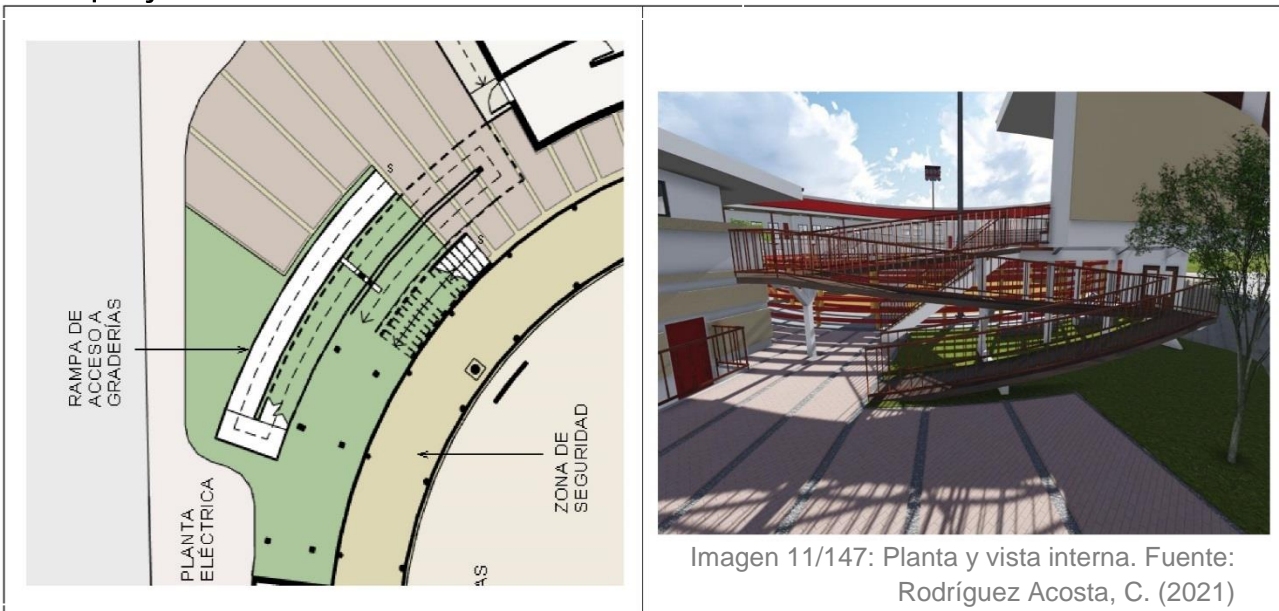 RAMPA DE
ACCESO A
GRADERÍAS
S
S
PLANTA
ELÉCTRICA
ZONA DE
SEGURIDAD
AS
Imagen 11/147: Planta y vista interna. Fuente:
Rodríguez Acosta, C. (2021)